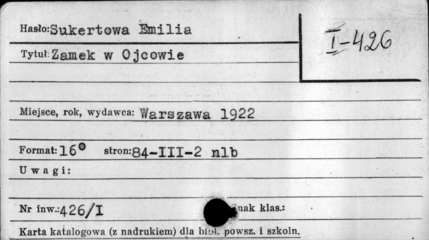 Hasło: Sukertowa Emilia
I-426
Tytuł: Zamek w Ojcowie
Miejsce, rok, wydawca: Warszawa 1922
Format: 16° stron: 84-III-2 nlb
Uwagi:
Nr inw.: 426/I nak klas.:
Karta katalogowa (z nadrukiem) dla bibl. powsz. i szkoln.